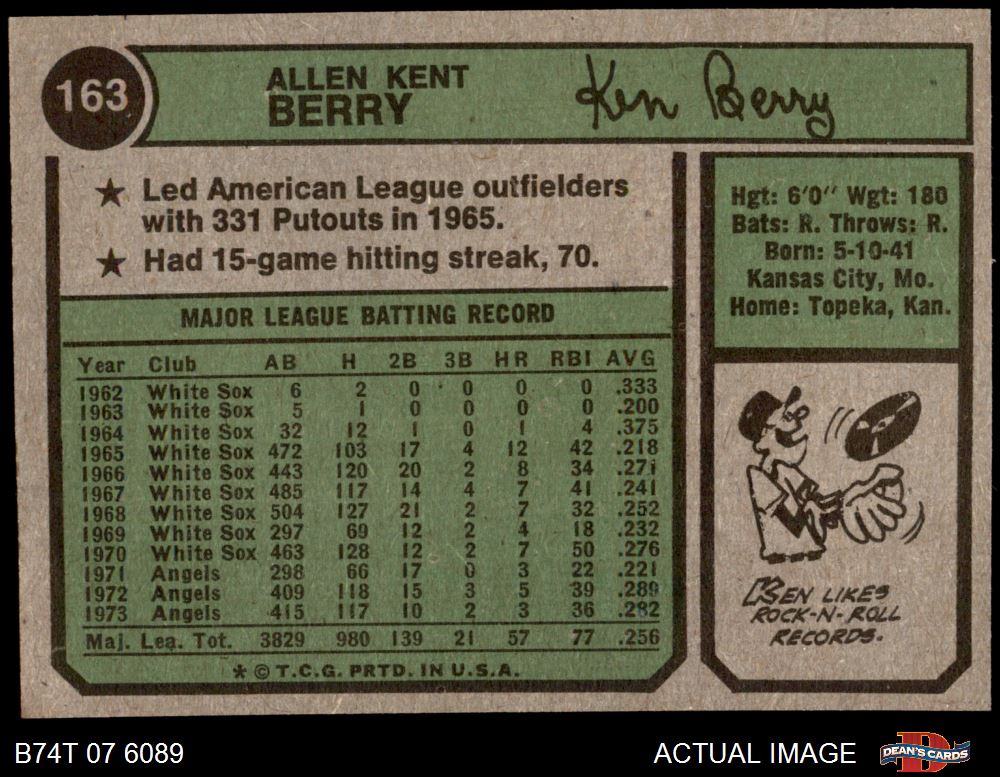 163
ALLEN KENT
BERRY
Ken Berry
★ Led American League outfielders
with 331 Putouts in 1965.
★ Had 15-game hitting streak, 70.
Hgt: 6'0" Wgt: 180
Bats: R. Throws: R.
Born: 5-10-41
Kansas City, Mo.
Home: Topeka, Kan.
MAJOR LEAGUE BATTING RECORD
Year Club AB H 2B 3B HR RBI AVG
1962 White Sox 6 2 0 0 0 0 .333
1963 White Sox 5 1 0 0 0 0 .200
1964 White Sox 32 12 1 0 1 4 .375
1965 White Sox 472 103 17 4 12 42 .218
1966 White Sox 443 120 20 2 8 34 .271
1967 White Sox 485 117 14 4 7 41 .241
1968 White Sox 504 127 21 2 7 32 .252
1969 White Sox 297 69 12 2 4 18 .232
1970 White Sox 463 128 12 2 7 50 .276
1971 Angels 298 66 17 0 3 22 .221
1972 Angels 409 118 15 3 5 39 .289
1973 Angels 415 117 10 2 3 36 .282
Maj. Lea. Tot. 3829 980 139 21 57 77 .256
* © T.C.G. PRTD. IN U.S.A.
KEN LIKES
ROCK-N-ROLL
RECORDS.
B74T 07 6089
ACTUAL IMAGE
D
DEAN'S CARDS